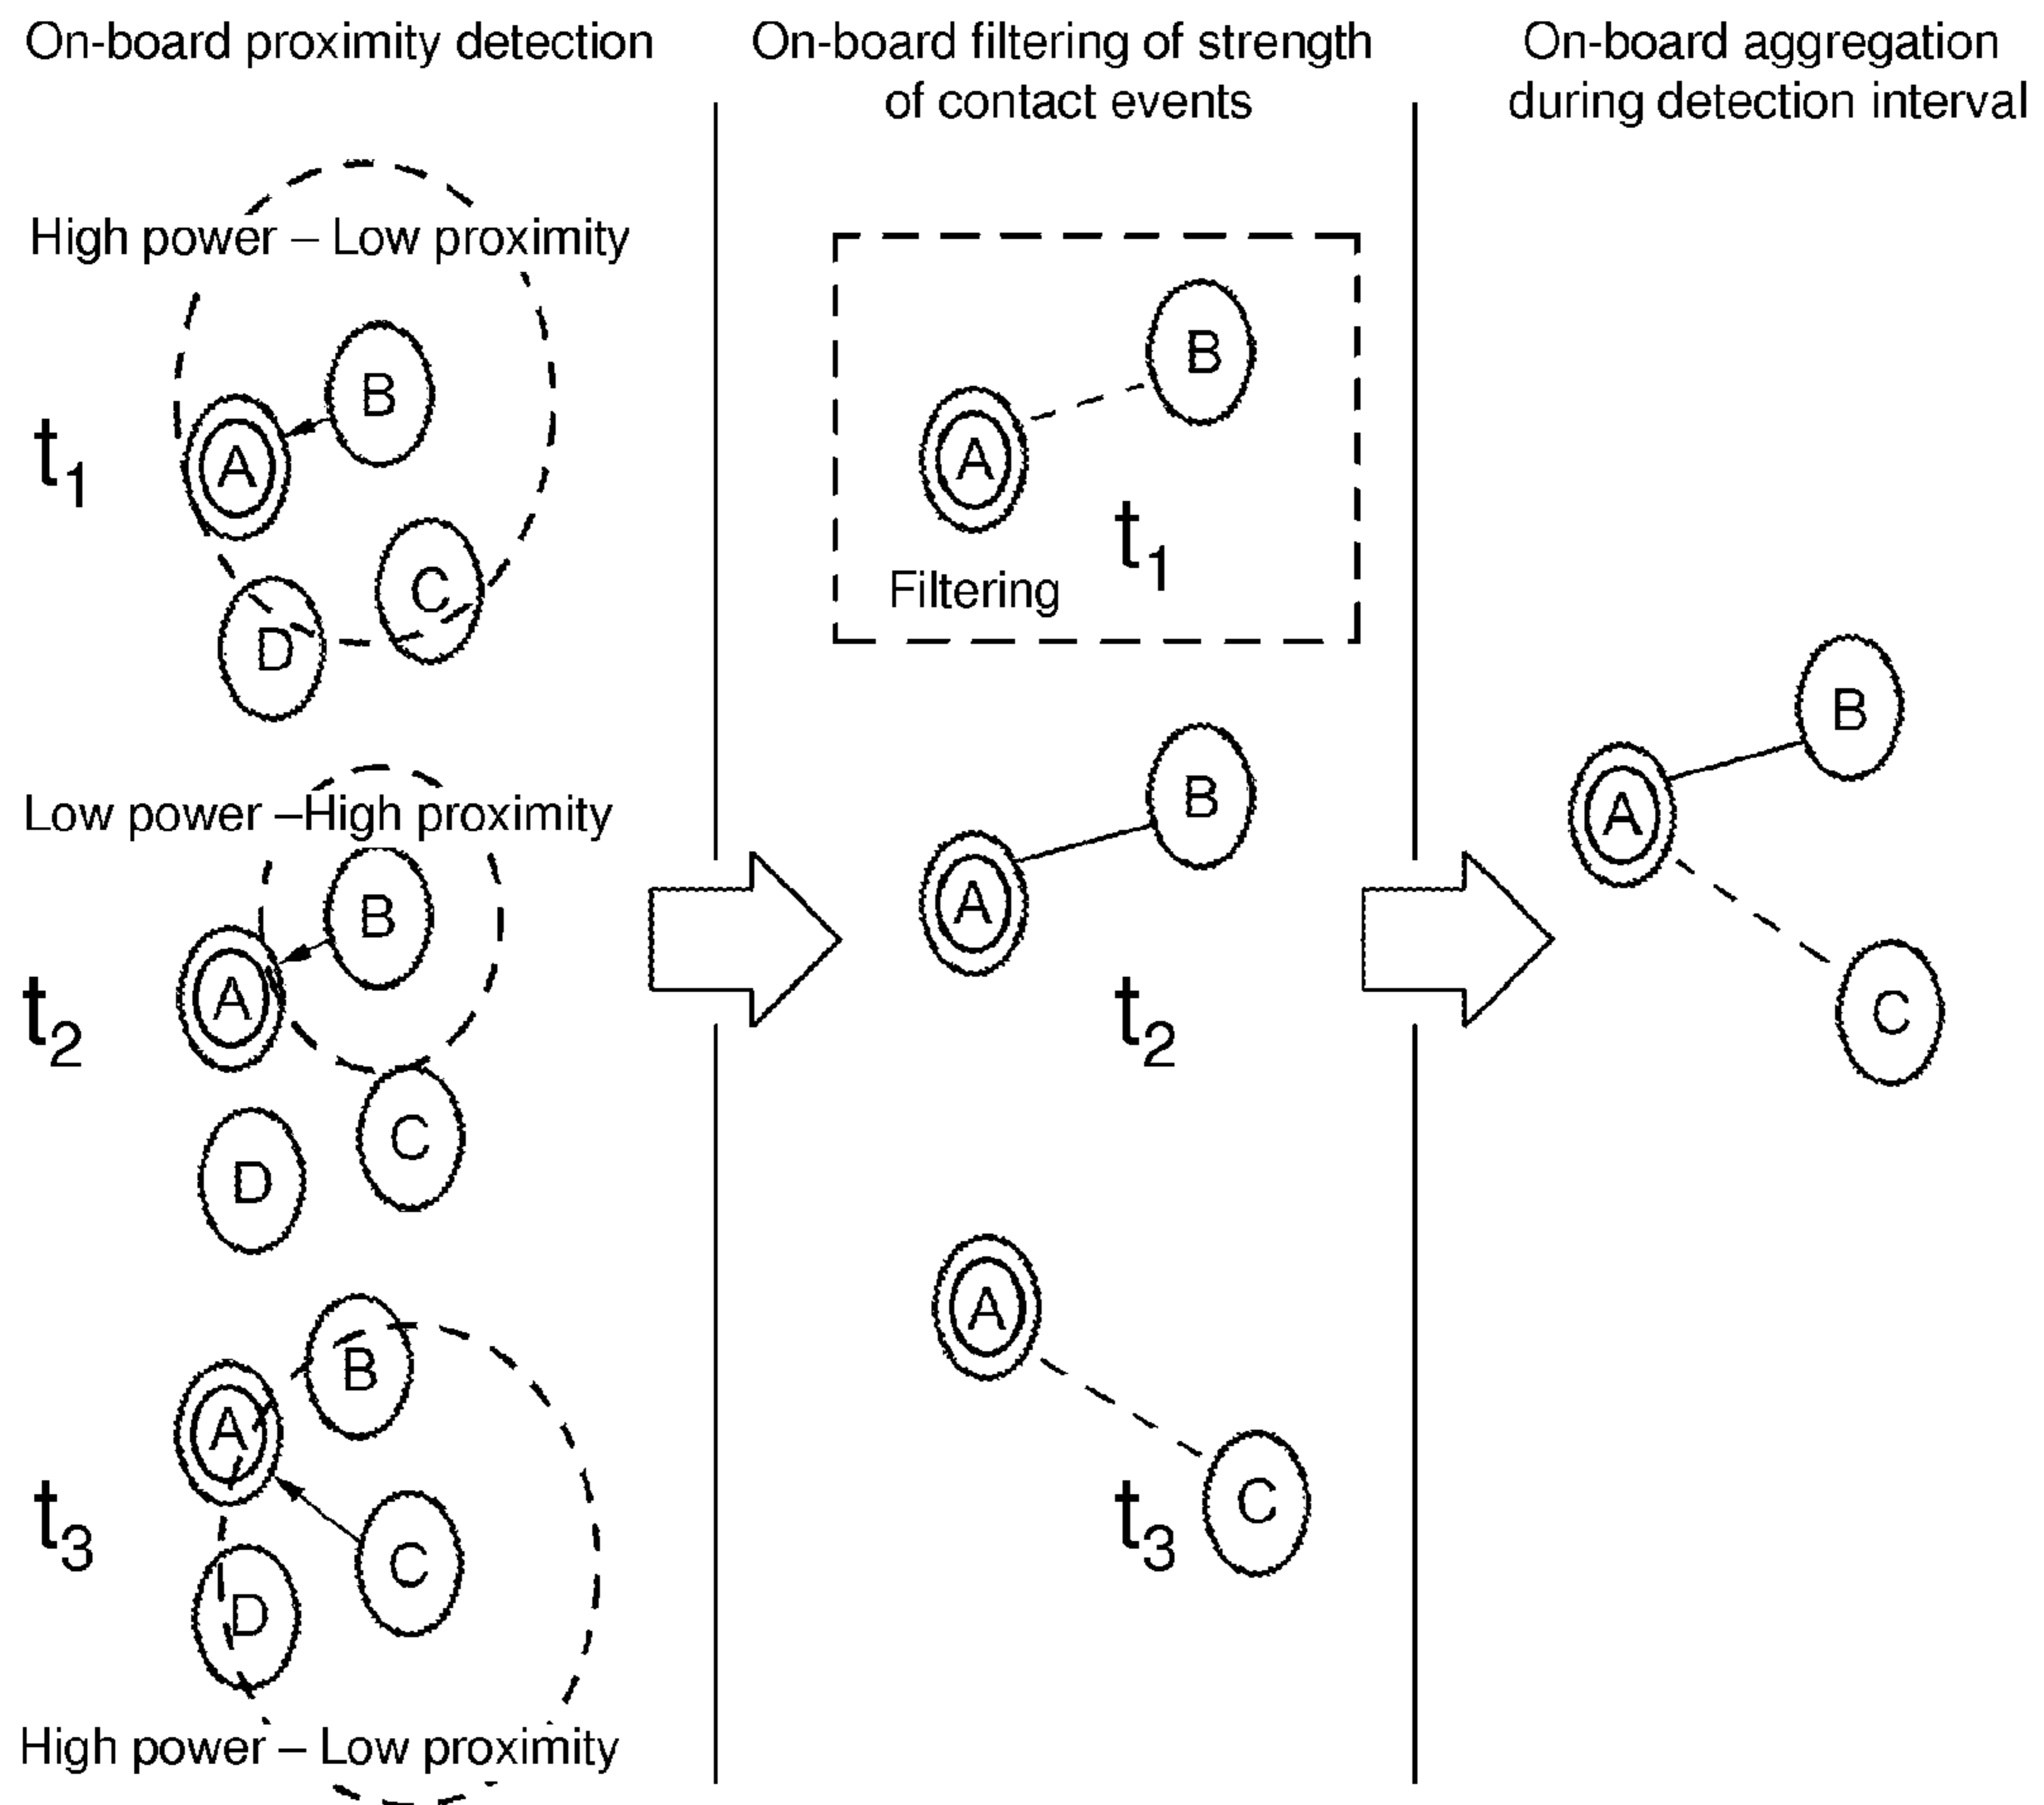 On-board proximity detection
High power – Low proximity
B
A
t1
C
D
Low power –High proximity
B
A
t2
C
D
B
A
t3
C
D
High power – Low proximity
On-board filtering of strength
of contact events
B
A
t1
Filtering
B
A
t2
A
t3
C
On-board aggregation
during detection interval
B
A
C